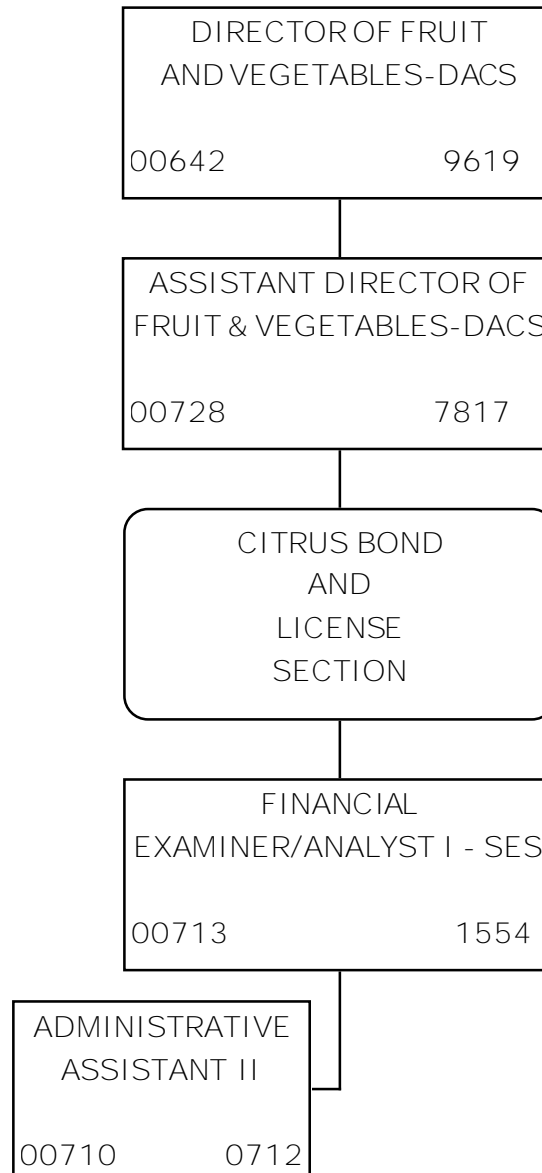 DIRECTOR OF FRUIT
AND VEGETABLES-DACS
00642 9619
ASSISTANT DIRECTOR OF
FRUIT & VEGETABLES-DACS
00728 7817
CITRUS BOND
AND
LICENSE
SECTION
FINANCIAL
EXAMINER/ANALYST I - SES
00713 1554
ADMINISTRATIVE
ASSISTANT II
00710 0712